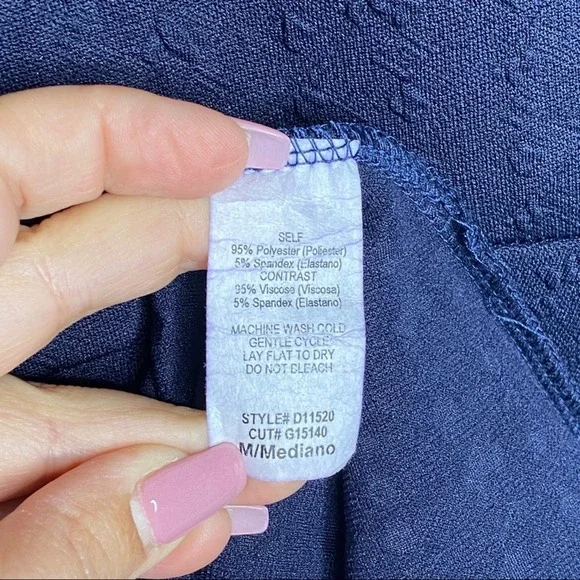 SELF
95% Polyester (Poliester)
5% Spandex (Elastano)
CONTRAST
95% Viscose (Viscosa)
5% Spandex (Elastano)
MACHINE WASH COLD
GENTLE CYCLE
LAY FLAT TO DRY
DO NOT BLEACH
STYLE# D11520
CUT# G15140
M/Mediano